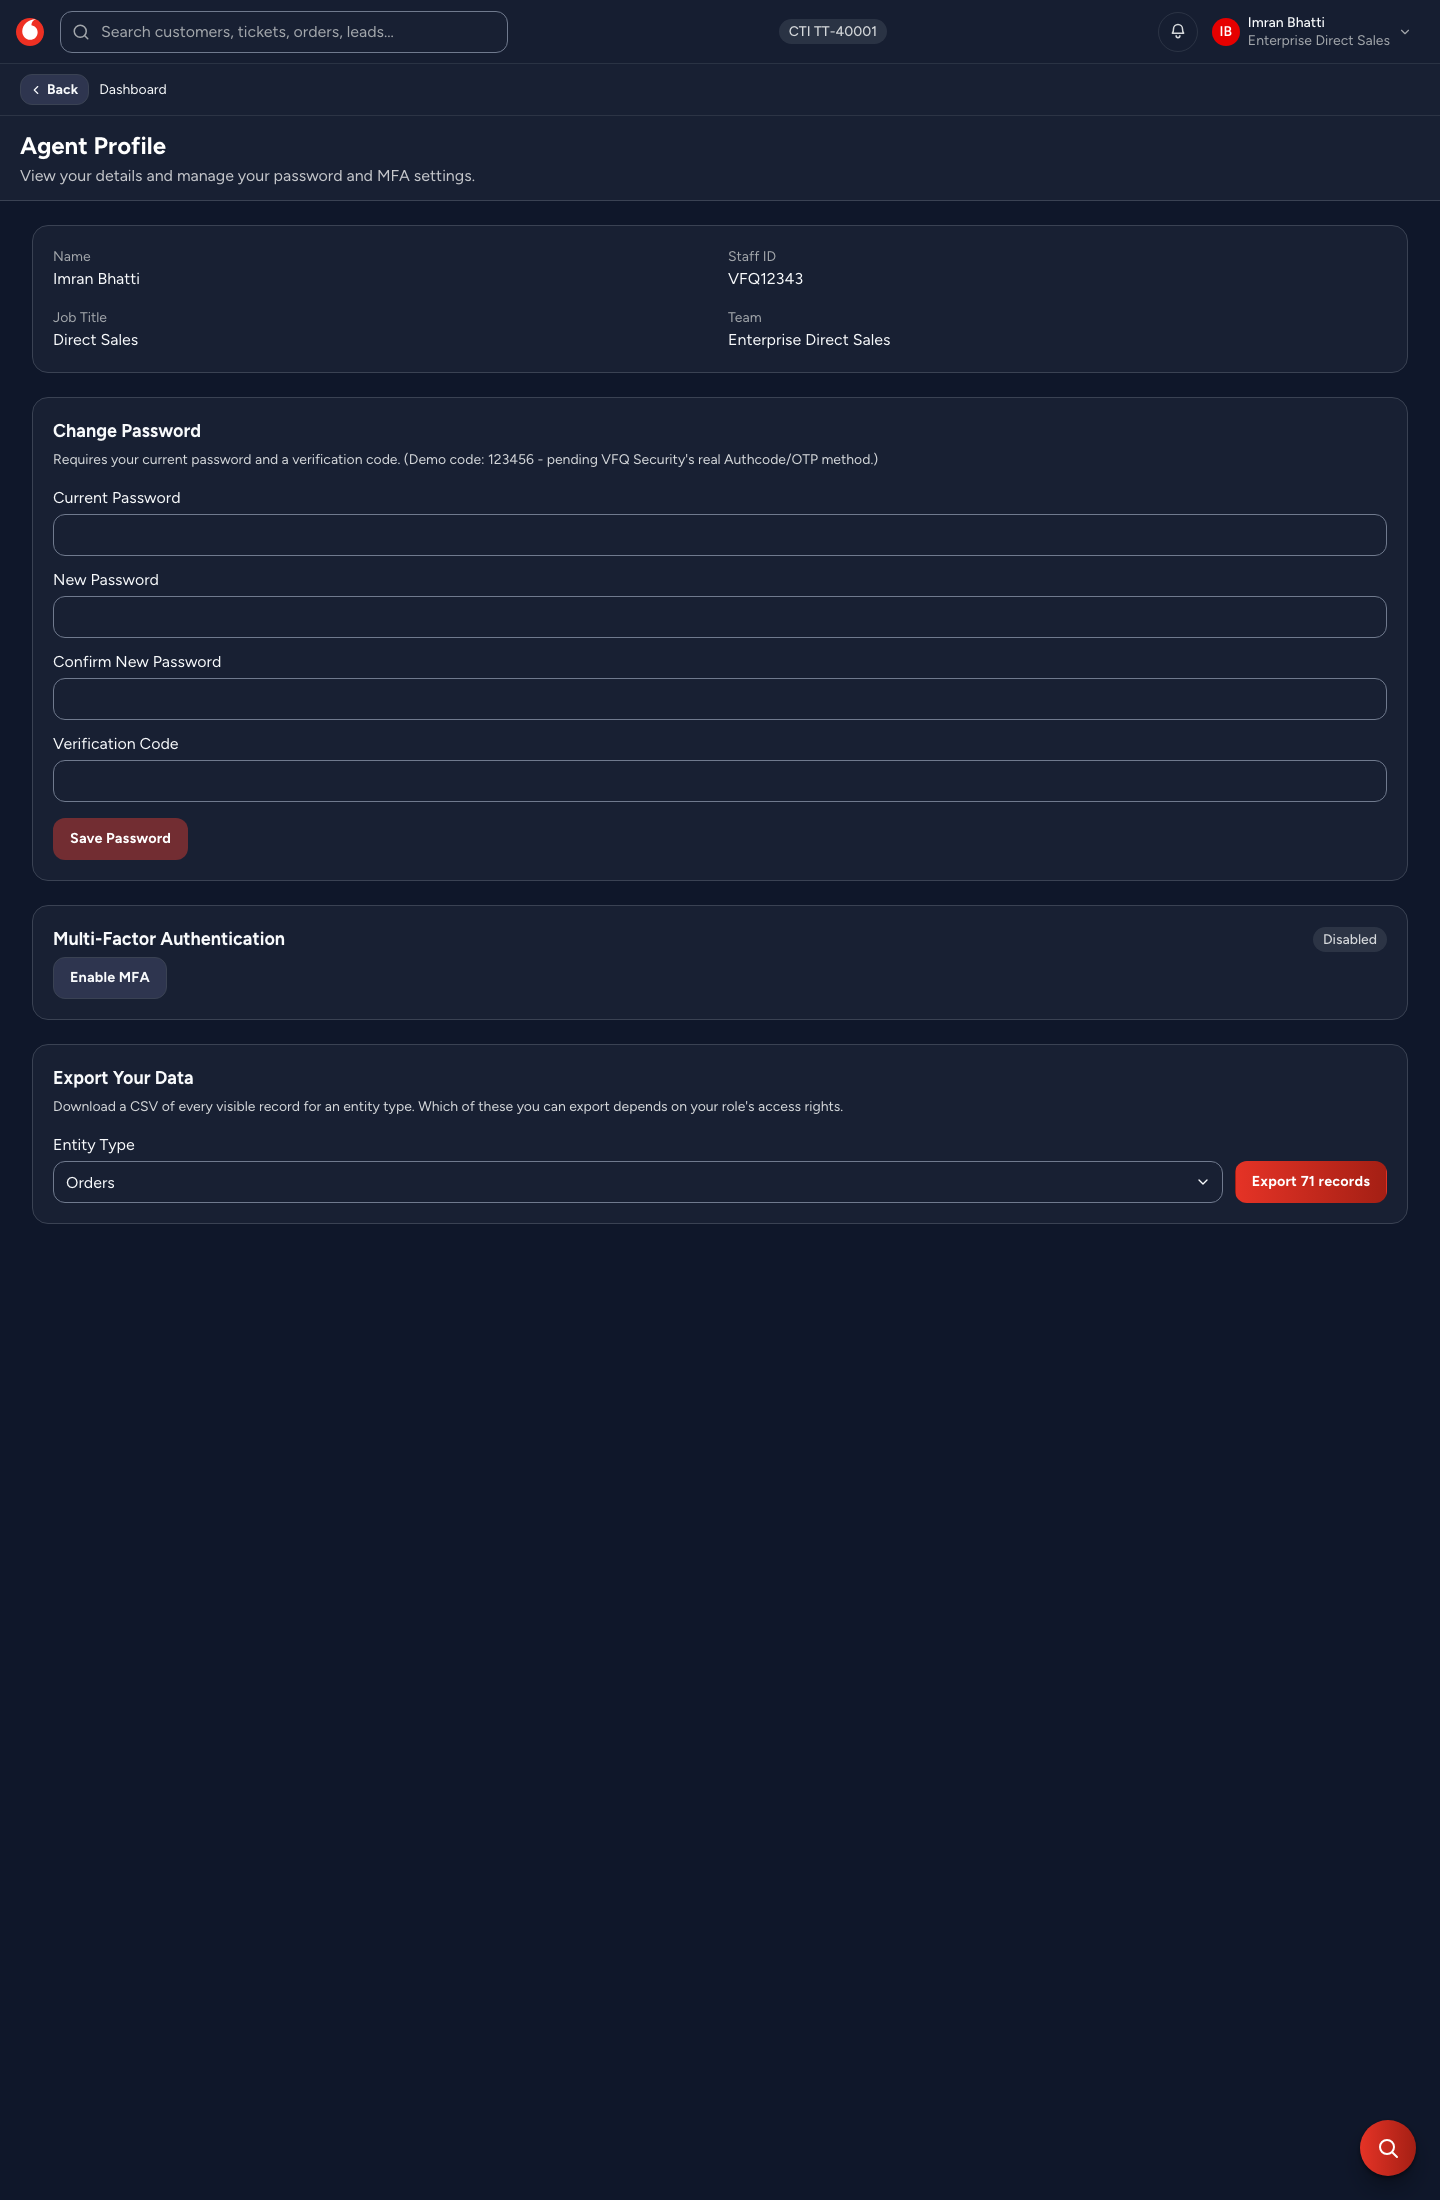 Search customers, tickets, orders, leads...
CTI TT-40001
IB
Imran Bhatti
Enterprise Direct Sales
Back
Dashboard
Agent Profile
View your details and manage your password and MFA settings.
Name
Imran Bhatti
Staff ID
VFQ12343
Job Title
Direct Sales
Team
Enterprise Direct Sales
Change Password
Requires your current password and a verification code. (Demo code: 123456 - pending VFQ Security's real Authcode/OTP method.)
Current Password
New Password
Confirm New Password
Verification Code
Save Password
Multi-Factor Authentication
Disabled
Enable MFA
Export Your Data
Download a CSV of every visible record for an entity type. Which of these you can export depends on your role's access rights.
Entity Type
Orders
Export 71 records